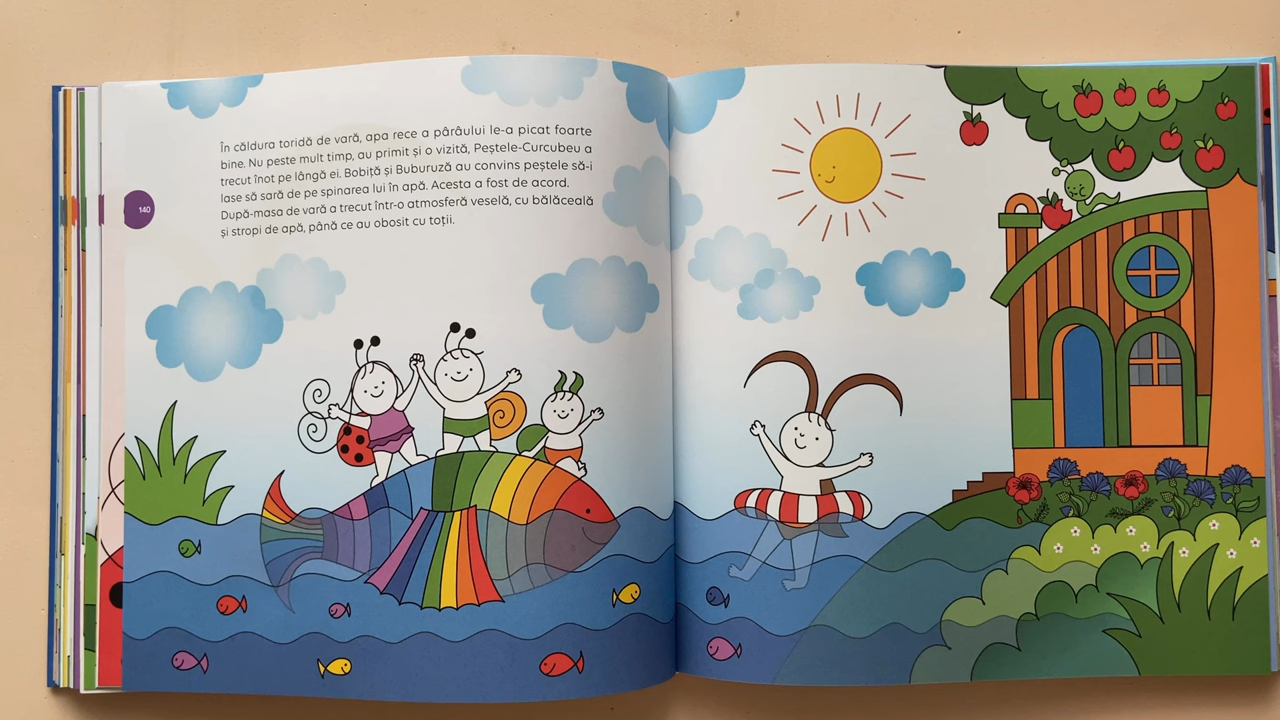 În căldura toridă de vară, apa rece a pârâului le-a picat foarte
bine. Nu peste mult timp, au primit și o vizită, Peștele-Curcubeu a
trecut înot pe lângă ei. Bobiță și Buburuză au convins peștele să-i
lase să sară de pe spinarea lui în apă. Acesta a fost de acord.
După-masa de vară a trecut într-o atmosferă veselă, cu bălăceală
și stropi de apă, până ce au obosit cu toții.
140